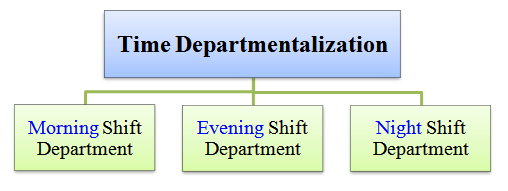 Time Departmentalization
Morning Shift
Department
Evening Shift
Department
Night Shift
Department